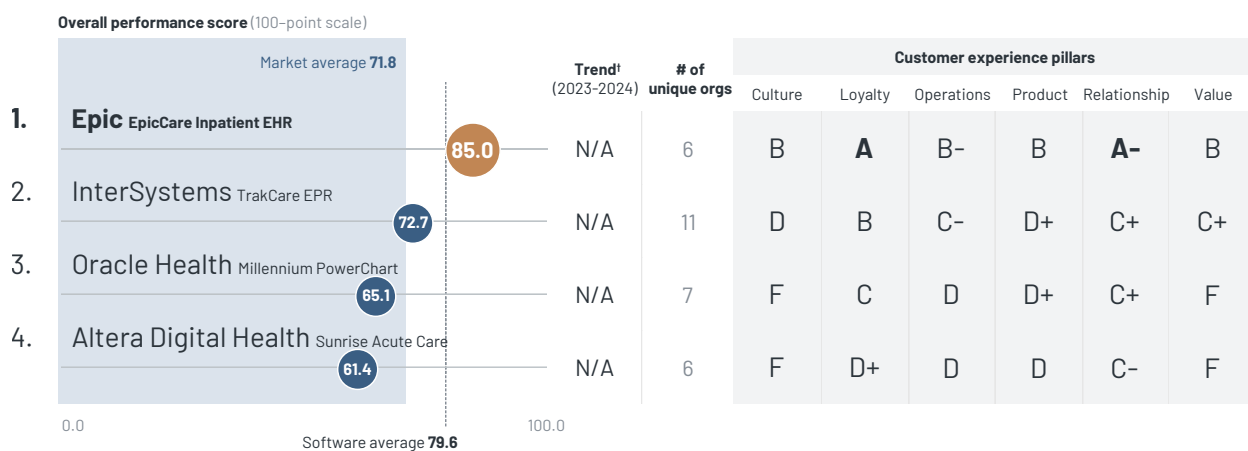 Overall performance score (100-point scale)
Market average 71.8
Trend† # of Customer experience pillars
(2023-2024) unique orgs Culture Loyalty Operations Product Relationship Value
1. Epic EpicCare Inpatient EHR
85.0 N/A 6 B A B- B A- B
2. InterSystems TrakCare EPR
72.7 N/A 11 D B C- D+ C+ C+
3. Oracle Health Millennium PowerChart
65.1 N/A 7 F C D D+ C+ F
4. Altera Digital Health Sunrise Acute Care
61.4 N/A 6 F D+ D D C- F
0.0 100.0
Software average 79.6